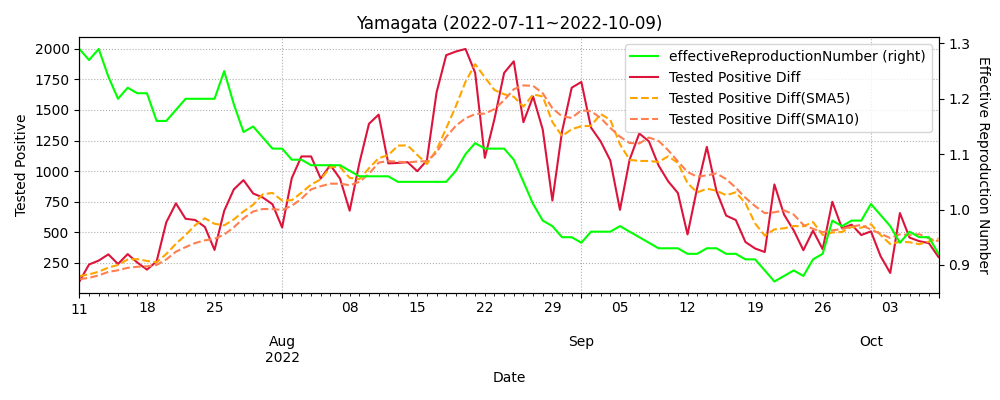 Yamagata (2022-07-11~2022-10-09)
effectiveReproductionNumber (right)
Tested Positive Diff
Tested Positive Diff(SMA5)
Tested Positive Diff(SMA10)
Tested Positive
2000
1750
1500
1250
1000
750
500
250
1.3
1.2
1.1
1.0
0.9
Effective Reproduction Number
11 18 25 08 15 22 29 05 12 19 26 03
Aug Sep Oct
2022
Date